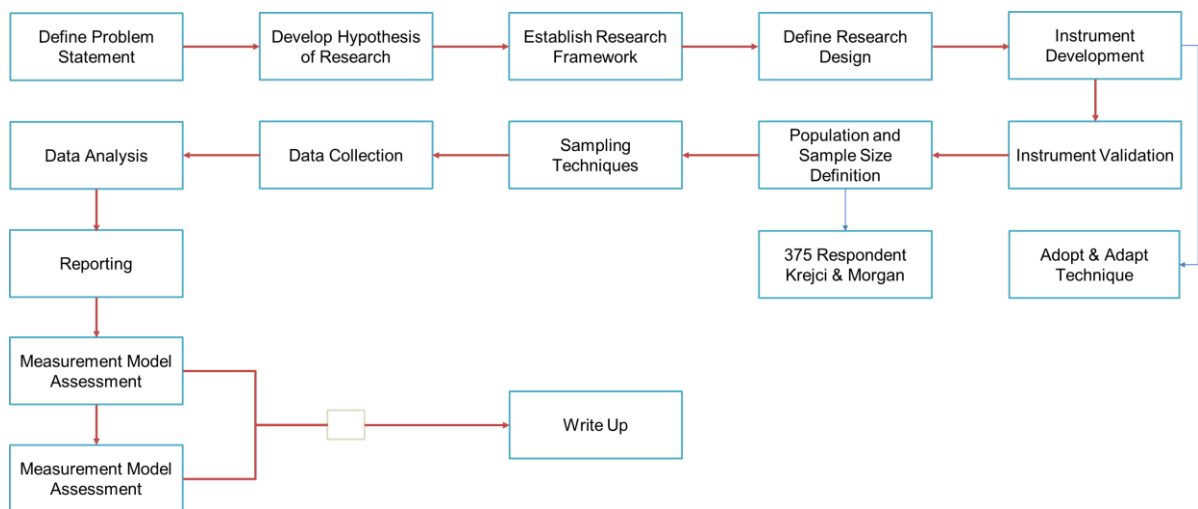 Define Problem
Statement
Develop Hypothesis
of Research
Establish Research
Framework
Define Research
Design
Instrument
Development
Data Analysis
Data Collection
Sampling
Techniques
Population and
Sample Size
Definition
Instrument Validation
Reporting
375 Respondent
Krejci & Morgan
Adopt & Adapt
Technique
Measurement Model
Assessment
Write Up
Measurement Model
Assessment